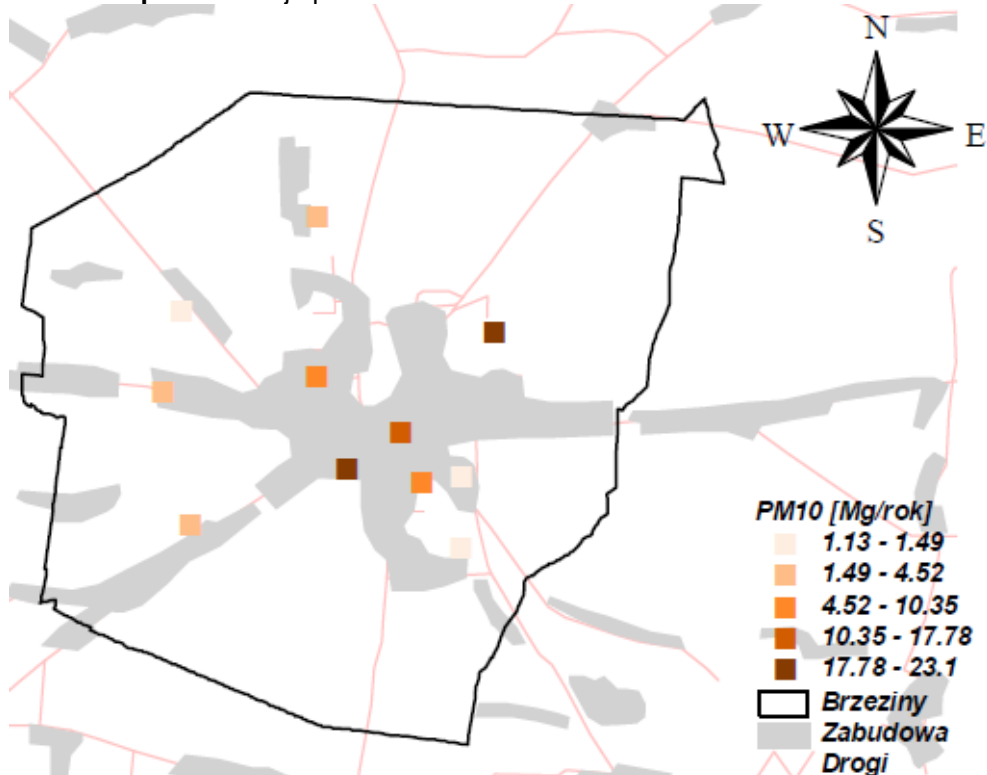 N
W E
S
PM10 [Mg/rok]
1.13 - 1.49
1.49 - 4.52
4.52 - 10.35
10.35 - 17.78
17.78 - 23.1
Brzeziny
Zabudowa
Drogi